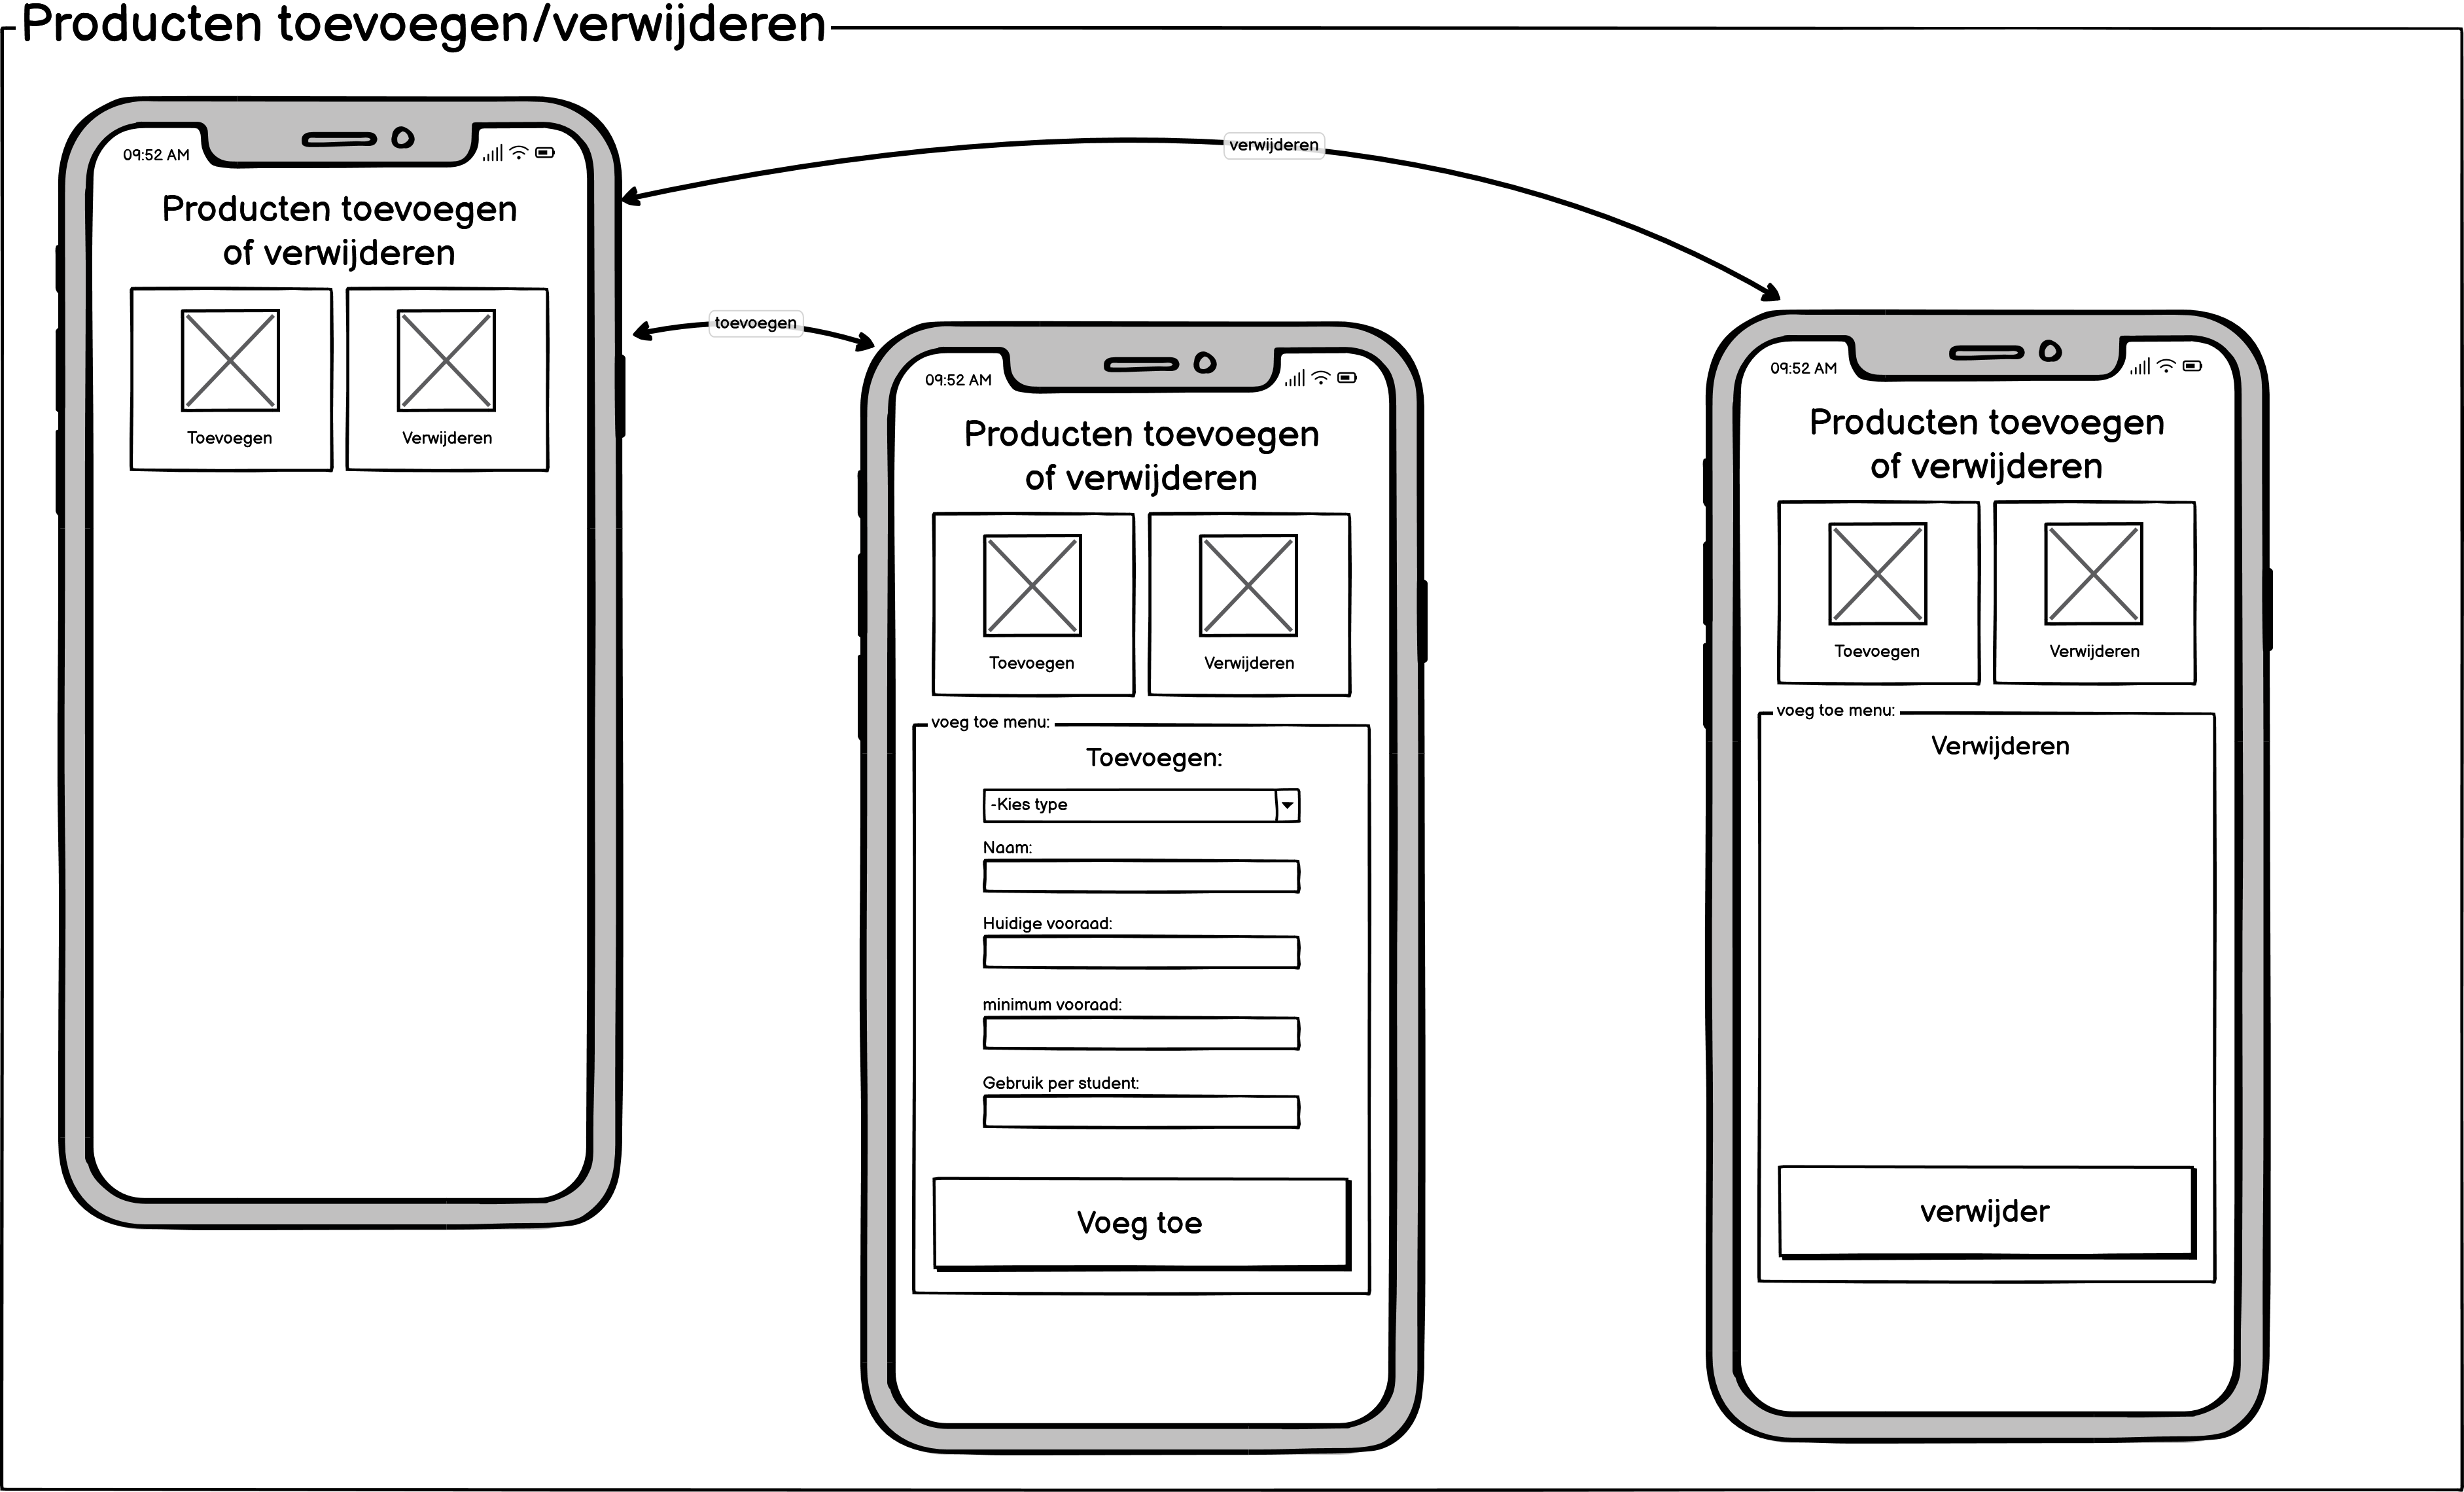 Producten toevoegen/verwijderen
09:52 AM
Producten toevoegen
of verwijderen
Toevoegen
Verwijderen
verwijderen
toevoegen
09:52 AM
Producten toevoegen
of verwijderen
Toevoegen
Verwijderen
voeg toe menu:
Toevoegen:
-Kies type
Naam:
Huidige vooraad:
minimum vooraad:
Gebruik per student:
Voeg toe
09:52 AM
Producten toevoegen
of verwijderen
Toevoegen
Verwijderen
voeg toe menu:
Verwijderen
verwijder